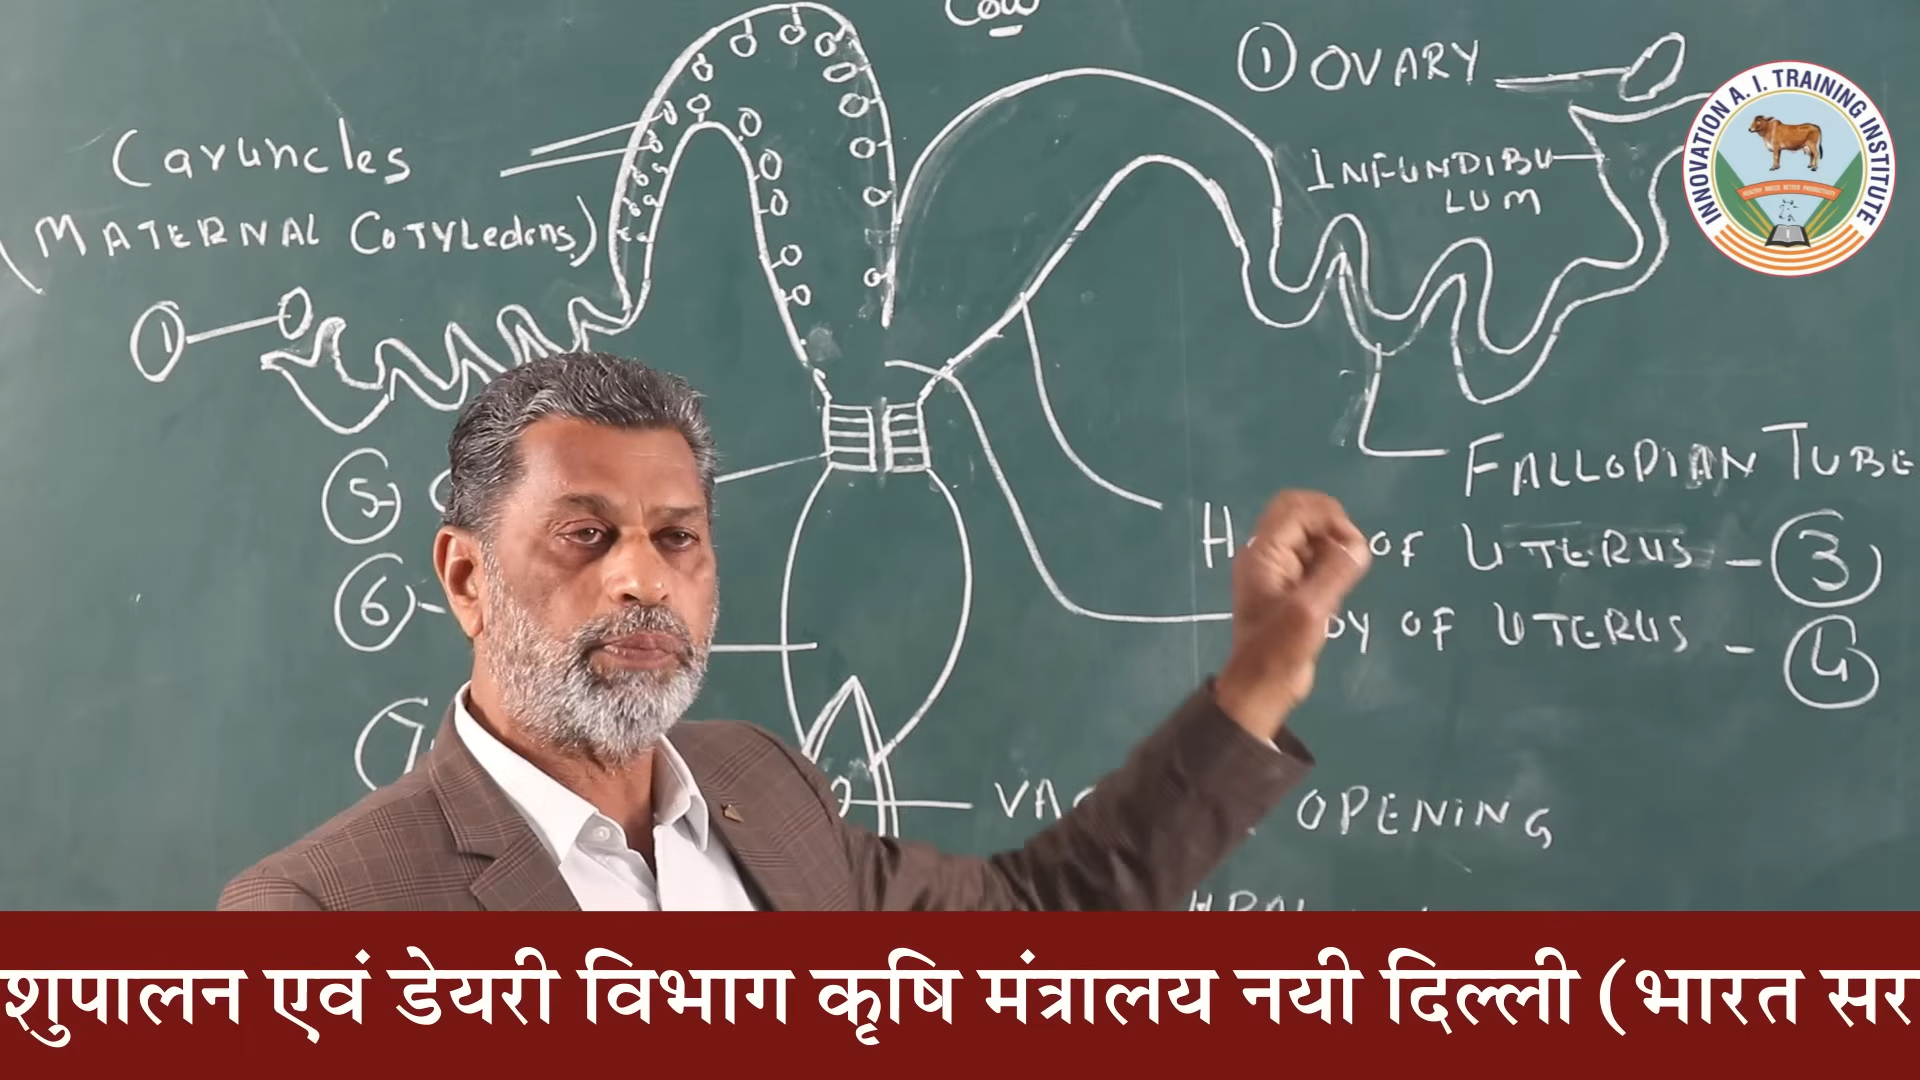 Cow
① OVARY
INNOVATION A. I. TRAINING INSTITUTE
Caruncles
INFUNDIBU
LUM
(MATERNAL COTYLedons)
①
FALLOPIAN TUBE
⑤
OF UTERUS - ③
⑥
OF UTERUS - ④
OPENING
शुपालन एवं डेयरी विभाग कृषि मंत्रालय नयी दिल्ली (भारत सर